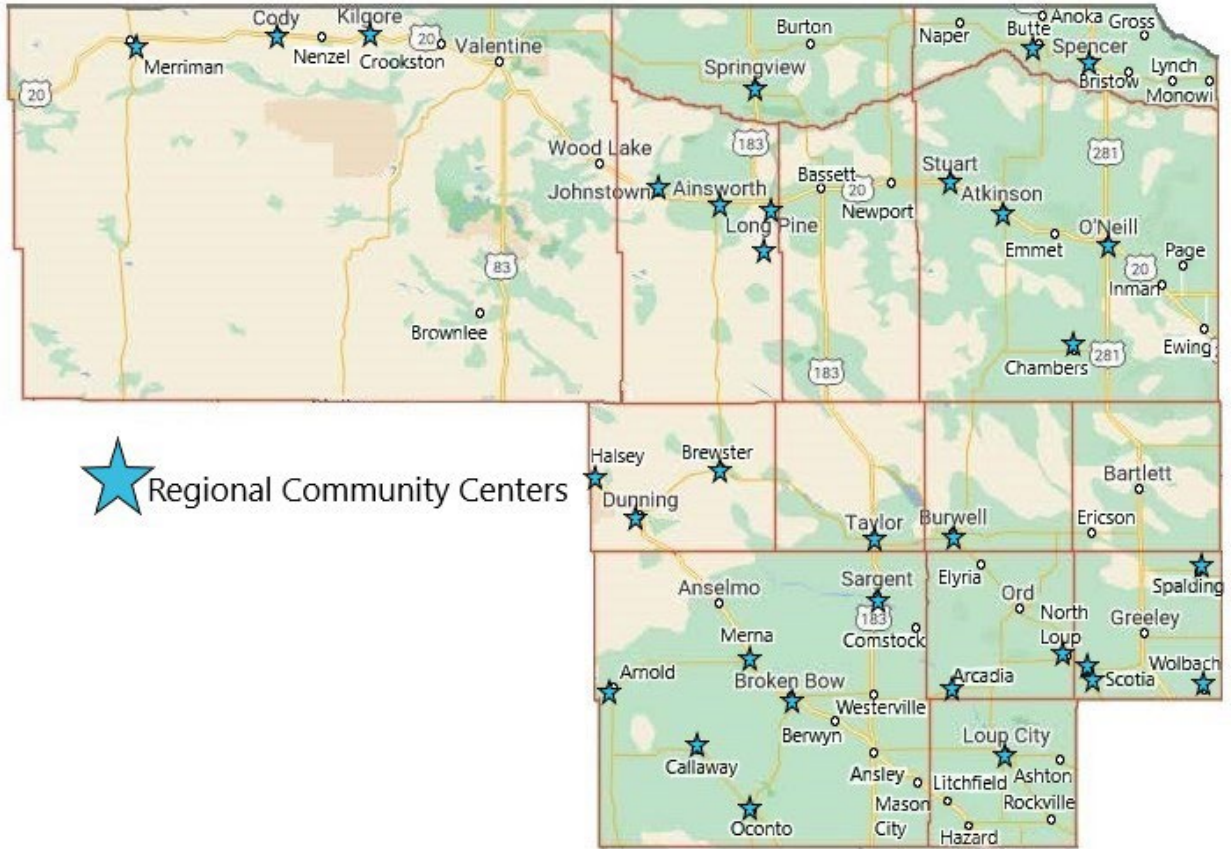 Cody
Kilgore
Merriman
Nenzel
20
Crookston
Valentine
20
Burton
Naper
Butte
Anoka
Gross
Spencer
Bristow
Lynch
Monowi
Springview
183
281
Wood Lake
Johnstown
Ainsworth
Long Pine
Bassett
20
Newport
Stuart
Atkinson
Emmet
O'Neill
20
Page
Inman
Ewing
83
Brownlee
183
Chambers
281
Regional Community Centers
Halsey
Brewster
Dunning
Taylor
Burwell
Bartlett
Ericson
Anselmo
Sargent
183
Comstock
Elyria
Ord
North
Loup
Spalding
Greeley
Merna
Arnold
Broken Bow
Westerville
Berwyn
Arcadia
Scotia
Wolbach
Callaway
Oconto
Ansley
Mason
City
Loup City
Litchfield
Ashton
Rockville
Hazard